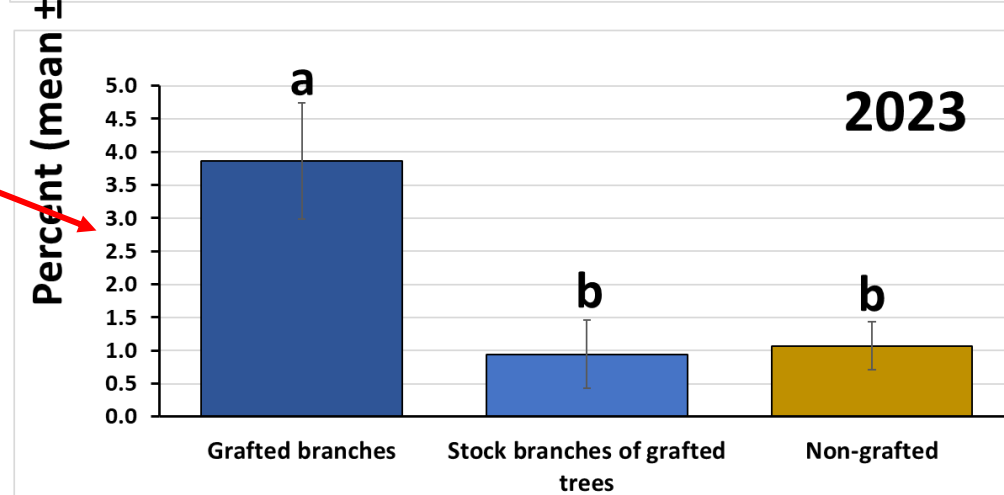 Percent (mean ±
2023
5.0
4.5
4.0
3.5
3.0
2.5
2.0
1.5
1.0
0.5
0.0
a
b
b
Grafted branches
Stock branches of grafted
trees
Non-grafted